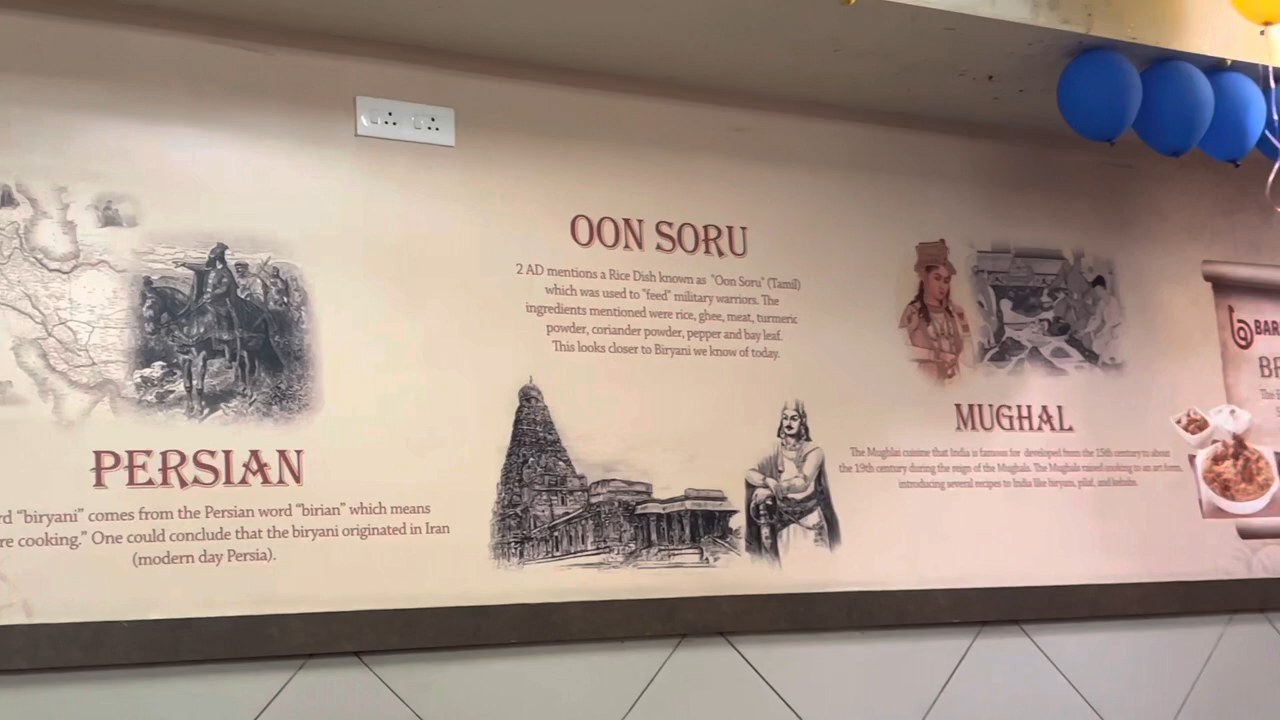 PERSIAN
rd “biryani” comes from the Persian word “birian” which means
re cooking.” One could conclude that the biryani originated in Iran
(modern day Persia).
OON SORU
2 AD mentions a Rice Dish known as "Oon Soru" (Tamil)
which was used to "feed" military warriors. The
ingredients mentioned were rice, ghee, meat, turmeric
powder, coriander powder, pepper and bay leaf.
This looks closer to Biryani we know of today.
MUGHAL
The Mughlai cuisine that India is famous for developed from the 15th century to about
the 19th century during the reign of the Mughals. The Mughals raised cooking to an art form,
introducing several recipes to India like biryani, pilaf, and kebabs.
BAR